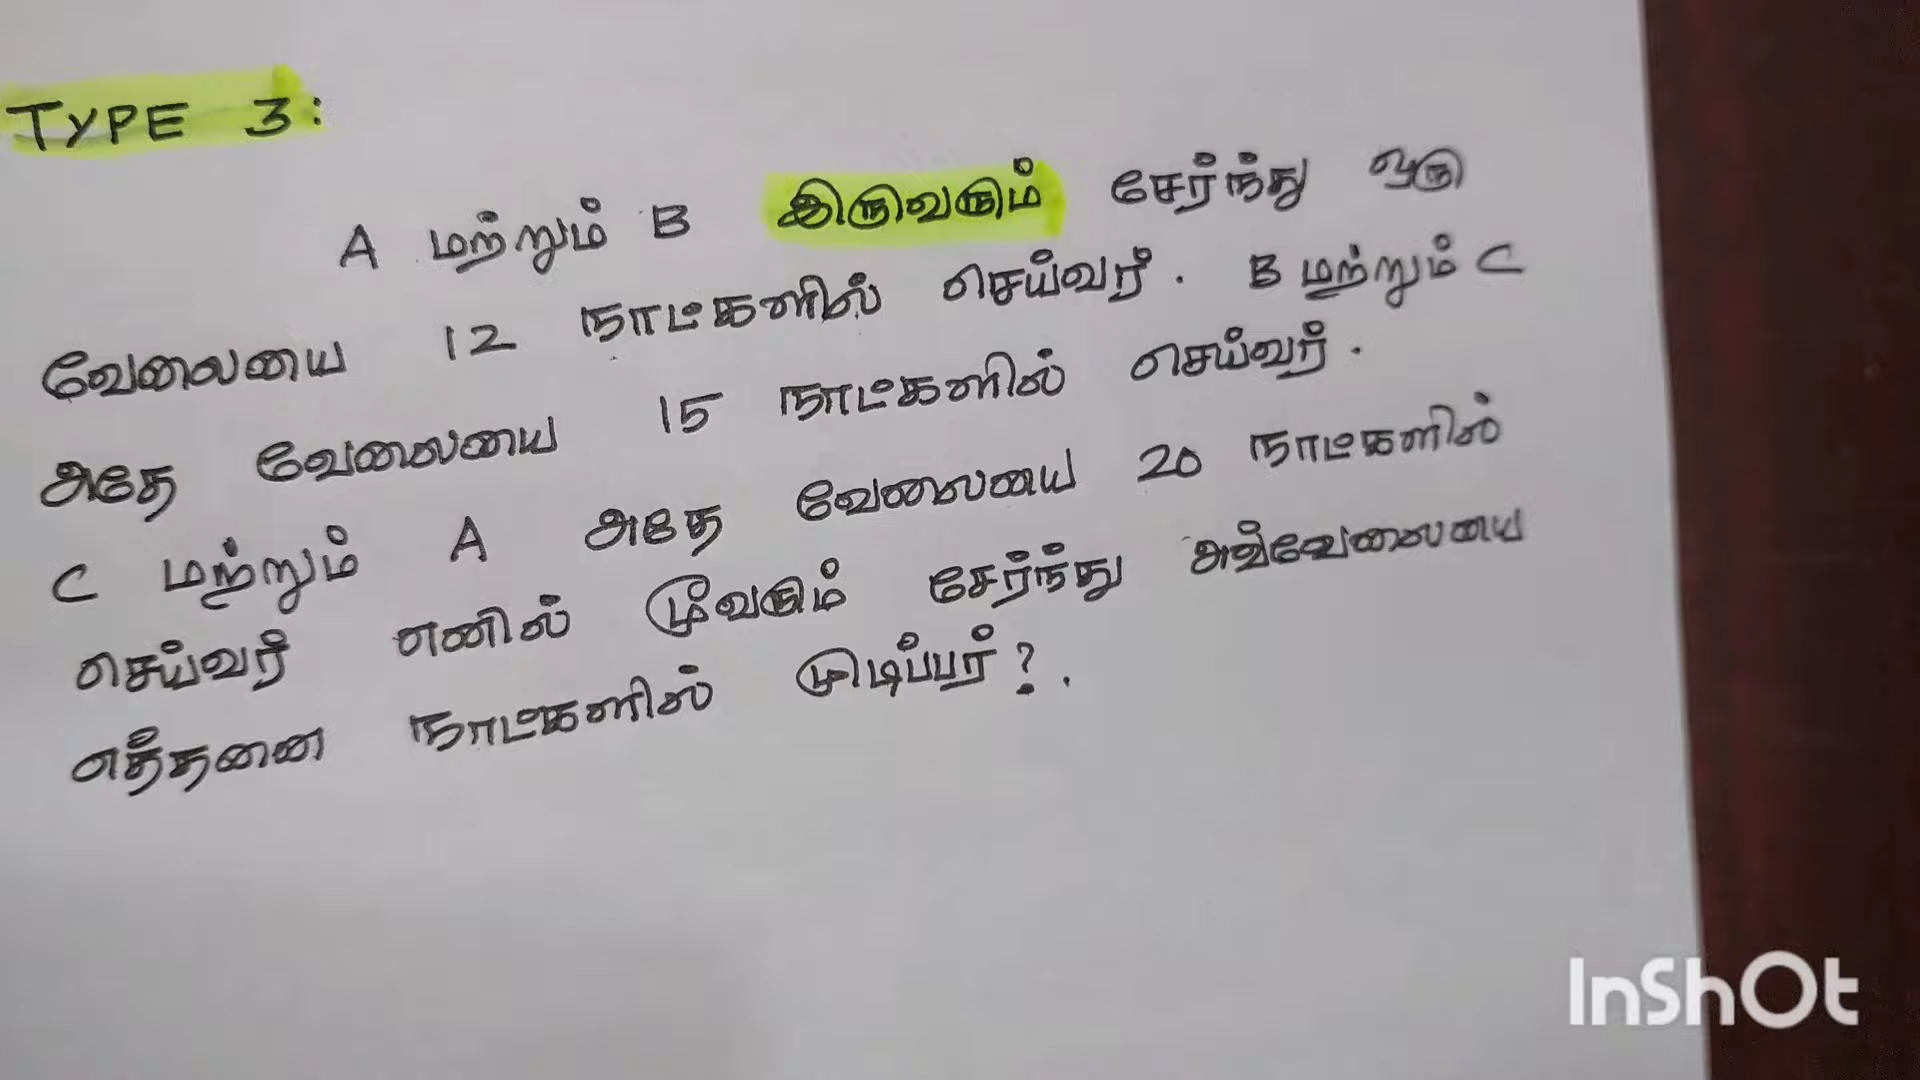 TYPE 3:
A மற்றும் B இருவரும் சேர்ந்து ஒரு
வேலையை 12 நாட்களில் செய்வர். B மற்றும் C
அதே வேலையை 15 நாட்களில் செய்வர்.
C மற்றும் A அதே வேலையை 20 நாட்களில்
செய்வர் எனில் மூவரும் சேர்ந்து அவ்வேலையை
எத்தனை நாட்களில் முடிப்பர்?.
InShOt